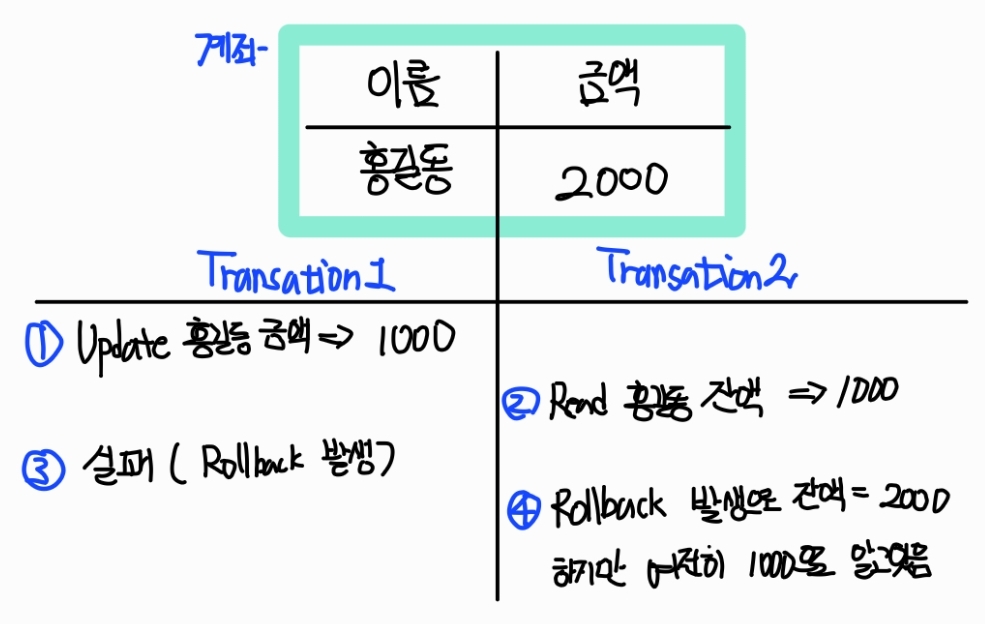 계좌-
이름 금액
홍길동 2000
Transation1 Transation2
① Update 홍길동 금액 => 1000
② Read 홍길동 잔액 => 1000
③ 실패 ( Rollback 발생)
④ Rollback 발생으로 잔액 = 2000
하지만 여전히 1000으로 알고있음